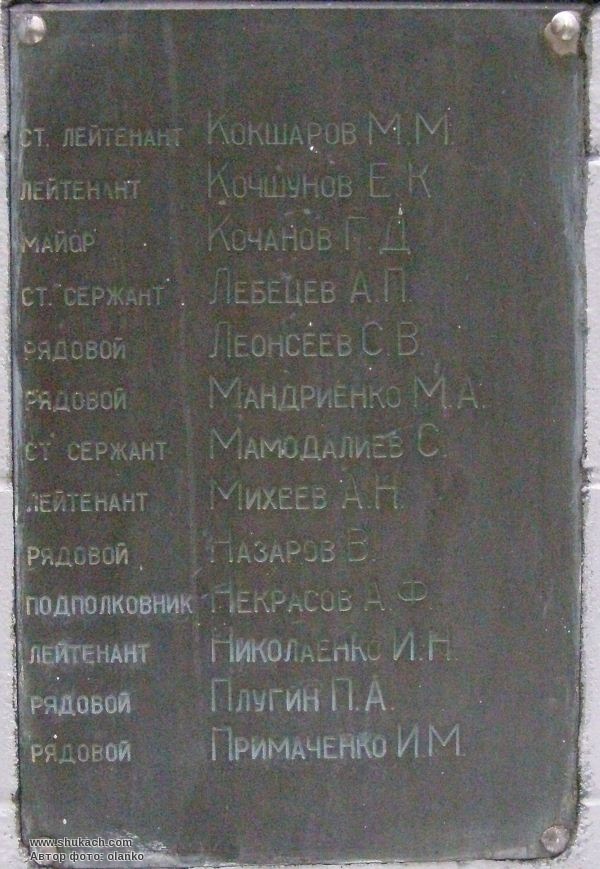 ст. лейтенант Кокшаров М.М.
лейтенант Кочшунов Е.К
майор Кочанов Г.Д
ст. сержант Лебецев А.П.
рядовой Леонсеев С.В.
рядовой Мандриенко М.А.
ст сержант Мамодалиев С.
лейтенант Михеев А.Н.
рядовой Назаров В.
подполковник Некрасов А.Ф.
лейтенант Николаенко И.Н.
рядовой Плугин П.А.
рядовой Примаченко И.М.
www.shukach.com
Автор фото: olanko